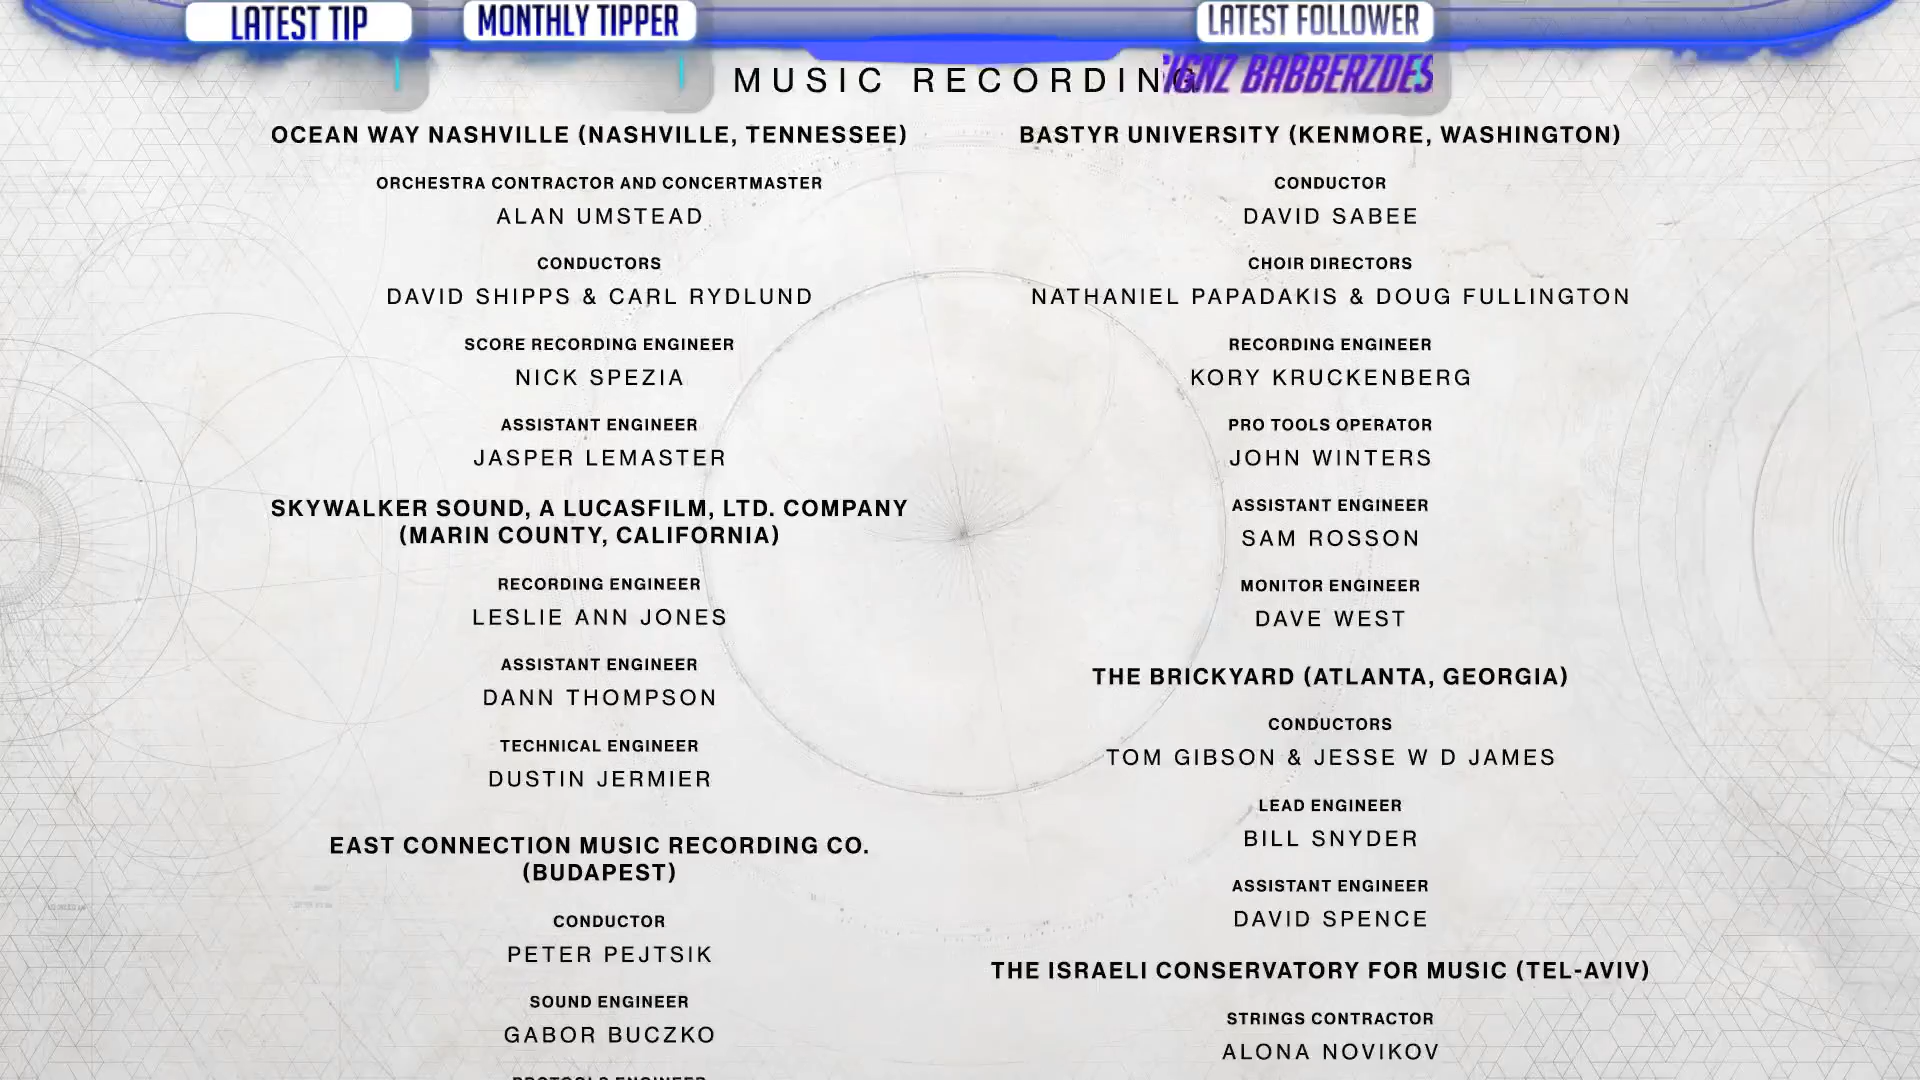 LATEST TIP
MONTHLY TIPPER
LATEST FOLLOWER
BABBERZDES
MUSIC RECORDING
OCEAN WAY NASHVILLE (NASHVILLE, TENNESSEE)
ORCHESTRA CONTRACTOR AND CONCERTMASTER
ALAN UMSTEAD
CONDUCTORS
DAVID SHIPPS & CARL RYDLUND
SCORE RECORDING ENGINEER
NICK SPEZIA
ASSISTANT ENGINEER
JASPER LEMASTER
SKYWALKER SOUND, A LUCASFILM, LTD. COMPANY
(MARIN COUNTY, CALIFORNIA)
RECORDING ENGINEER
LESLIE ANN JONES
ASSISTANT ENGINEER
DANN THOMPSON
TECHNICAL ENGINEER
DUSTIN JERMIER
EAST CONNECTION MUSIC RECORDING CO.
(BUDAPEST)
CONDUCTOR
PETER PEJTSIK
SOUND ENGINEER
GABOR BUCZKO
PROTOOLS ENGINEER
BASTYR UNIVERSITY (KENMORE, WASHINGTON)
CONDUCTOR
DAVID SABEE
CHOIR DIRECTORS
NATHANIEL PAPADAKIS & DOUG FULLINGTON
RECORDING ENGINEER
KORY KRUCKENBERG
PRO TOOLS OPERATOR
JOHN WINTERS
ASSISTANT ENGINEER
SAM ROSSON
MONITOR ENGINEER
DAVE WEST
THE BRICKYARD (ATLANTA, GEORGIA)
CONDUCTORS
TOM GIBSON & JESSE W D JAMES
LEAD ENGINEER
BILL SNYDER
ASSISTANT ENGINEER
DAVID SPENCE
THE ISRAELI CONSERVATORY FOR MUSIC (TEL-AVIV)
STRINGS CONTRACTOR
ALONA NOVIKOV